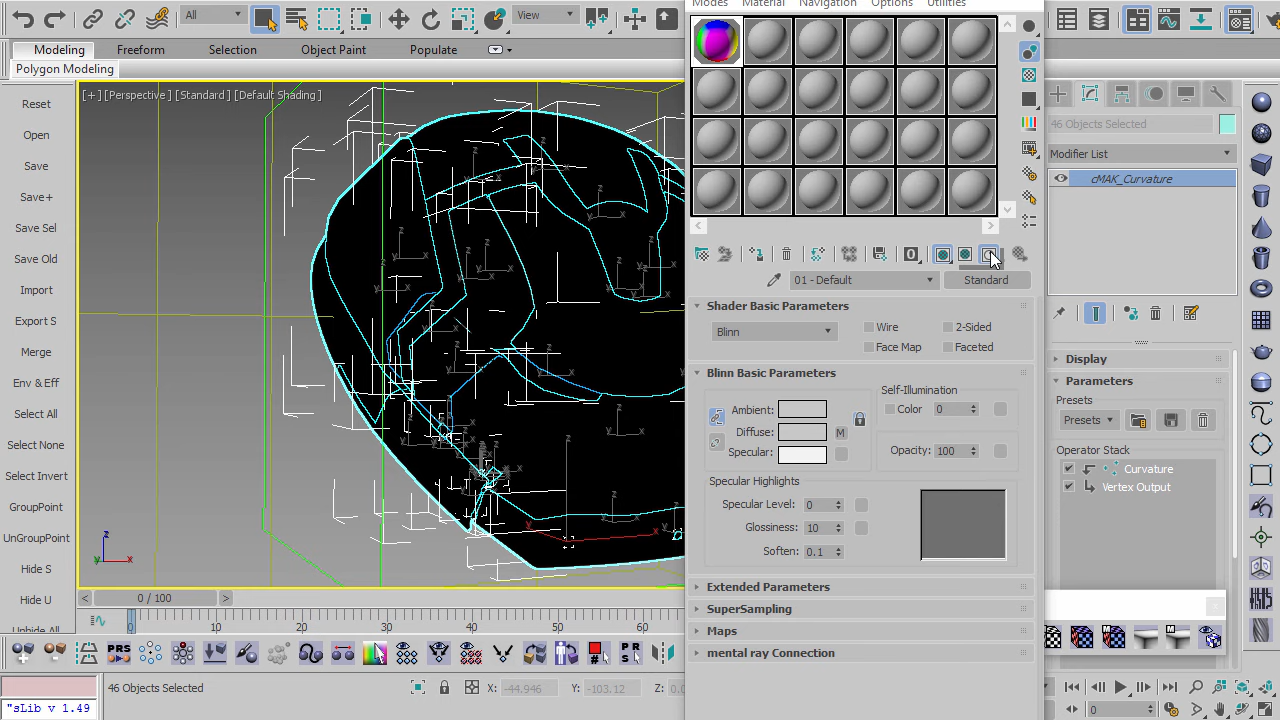 Modes Material Navigation Options Utilities
All
View
Modeling Freeform Selection Object Paint Populate
Polygon Modeling
Reset
Open
Save
Save+
Save Sel
Save Old
Import
Export S
Merge
Env & Eff
Select All
Select None
Select Invert
GroupPoint
UnGroupPoint
Hide S
Hide U
Unhide All
[+] [Perspective] [Standard] [Default Shading]
01 - Default
Standard
Shader Basic Parameters
Blinn
Wire
2-Sided
Face Map
Faceted
Blinn Basic Parameters
Ambient:
Diffuse:
M
Specular:
Self-Illumination
Color 0
Opacity: 100
Specular Highlights
Specular Level: 0
Glossiness: 10
Soften: 0.1
Extended Parameters
SuperSampling
Maps
mental ray Connection
46 Objects Selected
Modifier List
cMAK_Curvature
Display
Parameters
Presets
Presets
Operator Stack
Curvature
Vertex Output
< 0 / 100 >
0 10 20 30 40 50 60
PRS
46 Objects Selected
X: -44.946
Y: -103.12
Z: 0.0
"sLib v 1.49
0